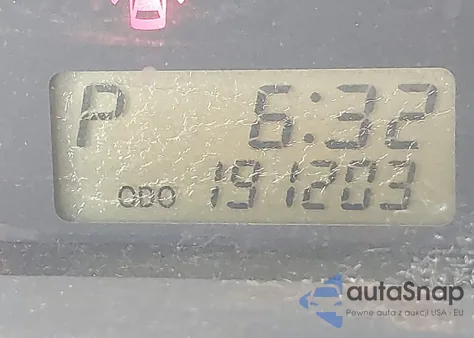 P 6:32
ODO 191203
autaSnap
Pewne auta z aukcji USA - EU